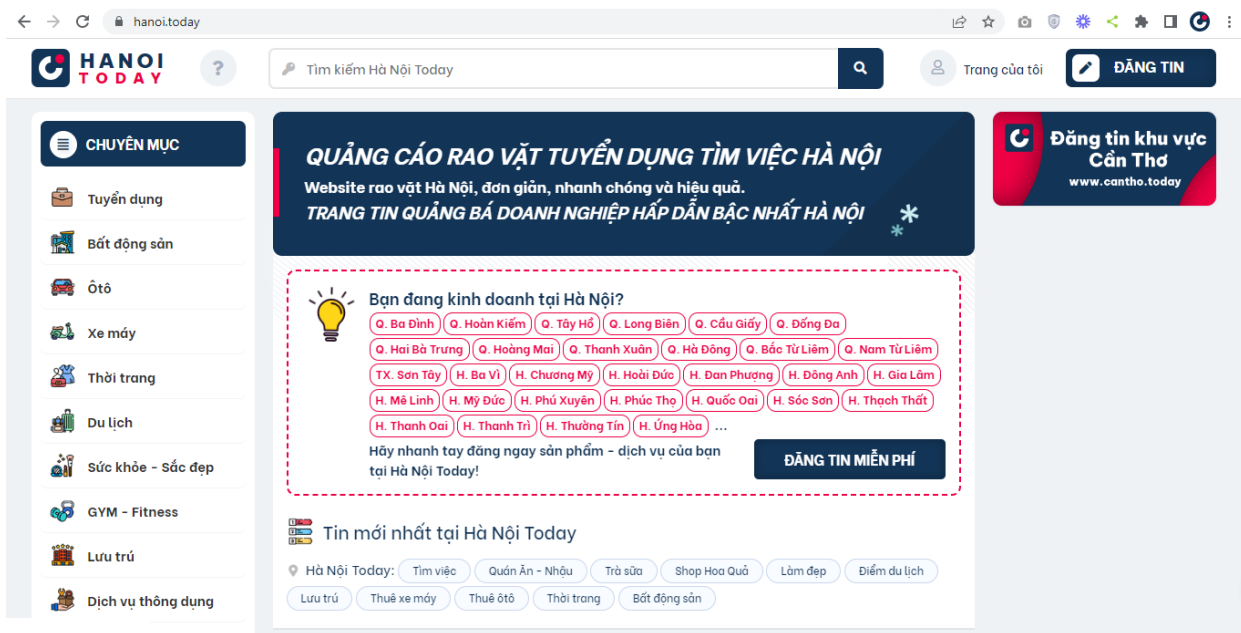 hanoi.today
HANOI
TODAY
?
Tìm kiếm Hà Nội Today
Trang của tôi
ĐĂNG TIN
CHUYÊN MỤC
Tuyển dụng
Bất động sản
Ôtô
Xe máy
Thời trang
Du lịch
Sức khỏe - Sắc đẹp
GYM - Fitness
Lưu trú
Dịch vụ thông dụng
QUẢNG CÁO RAO VẶT TUYỂN DỤNG TÌM VIỆC HÀ NỘI
Website rao vặt Hà Nội, đơn giản, nhanh chóng và hiệu quả.
TRANG TIN QUẢNG BÁ DOANH NGHIỆP HẤP DẪN BẬC NHẤT HÀ NỘI
Bạn đang kinh doanh tại Hà Nội?
Q. Ba Đình Q. Hoàn Kiếm Q. Tây Hồ Q. Long Biên Q. Cầu Giấy Q. Đống Đa
Q. Hai Bà Trưng Q. Hoàng Mai Q. Thanh Xuân Q. Hà Đông Q. Bắc Từ Liêm Q. Nam Từ Liêm
TX. Sơn Tây H. Ba Vì H. Chương Mỹ H. Hoài Đức H. Đan Phượng H. Đông Anh H. Gia Lâm
H. Mê Linh H. Mỹ Đức H. Phú Xuyên H. Phúc Thọ H. Quốc Oai H. Sóc Sơn H. Thạch Thất
H. Thanh Oai H. Thanh Trì H. Thường Tín H. Ứng Hòa ...
Hãy nhanh tay đăng ngay sản phẩm - dịch vụ của bạn
tại Hà Nội Today!
ĐĂNG TIN MIỄN PHÍ
Tin mới nhất tại Hà Nội Today
Hà Nội Today: Tìm việc Quán Ăn - Nhậu Trà sữa Shop Hoa Quả Làm đẹp Điểm du lịch
Lưu trú Thuê xe máy Thuê ôtô Thời trang Bất động sản
Đăng tin khu vực
Cần Thơ
www.cantho.today